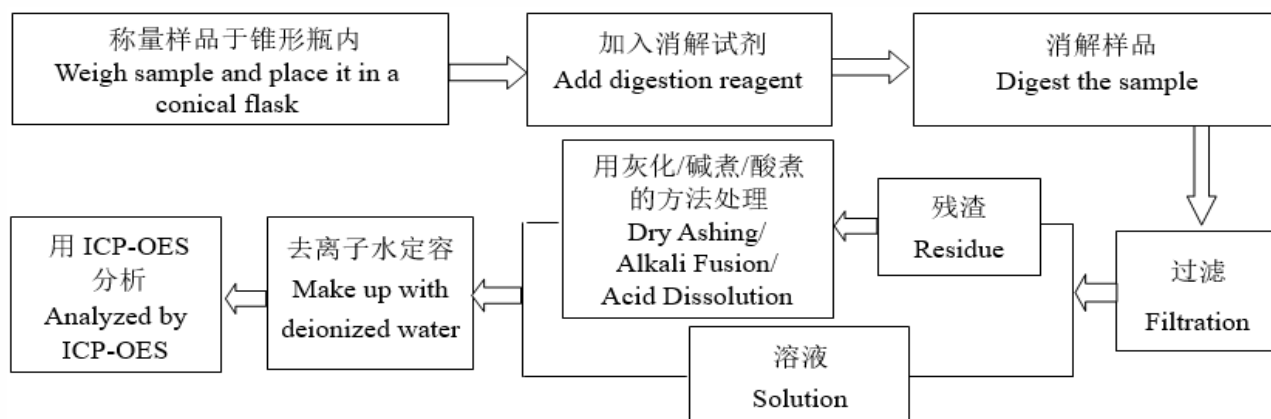 称量样品于锥形瓶内
Weigh sample and place it in a
conical flask
加入消解试剂
Add digestion reagent
消解样品
Digest the sample
过滤
Filtration
残渣
Residue
用灰化/碱煮/酸煮
的方法处理
Dry Ashing/
Alkali Fusion/
Acid Dissolution
溶液
Solution
去离子水定容
Make up with
deionized water
用 ICP-OES
分析
Analyzed by
ICP-OES